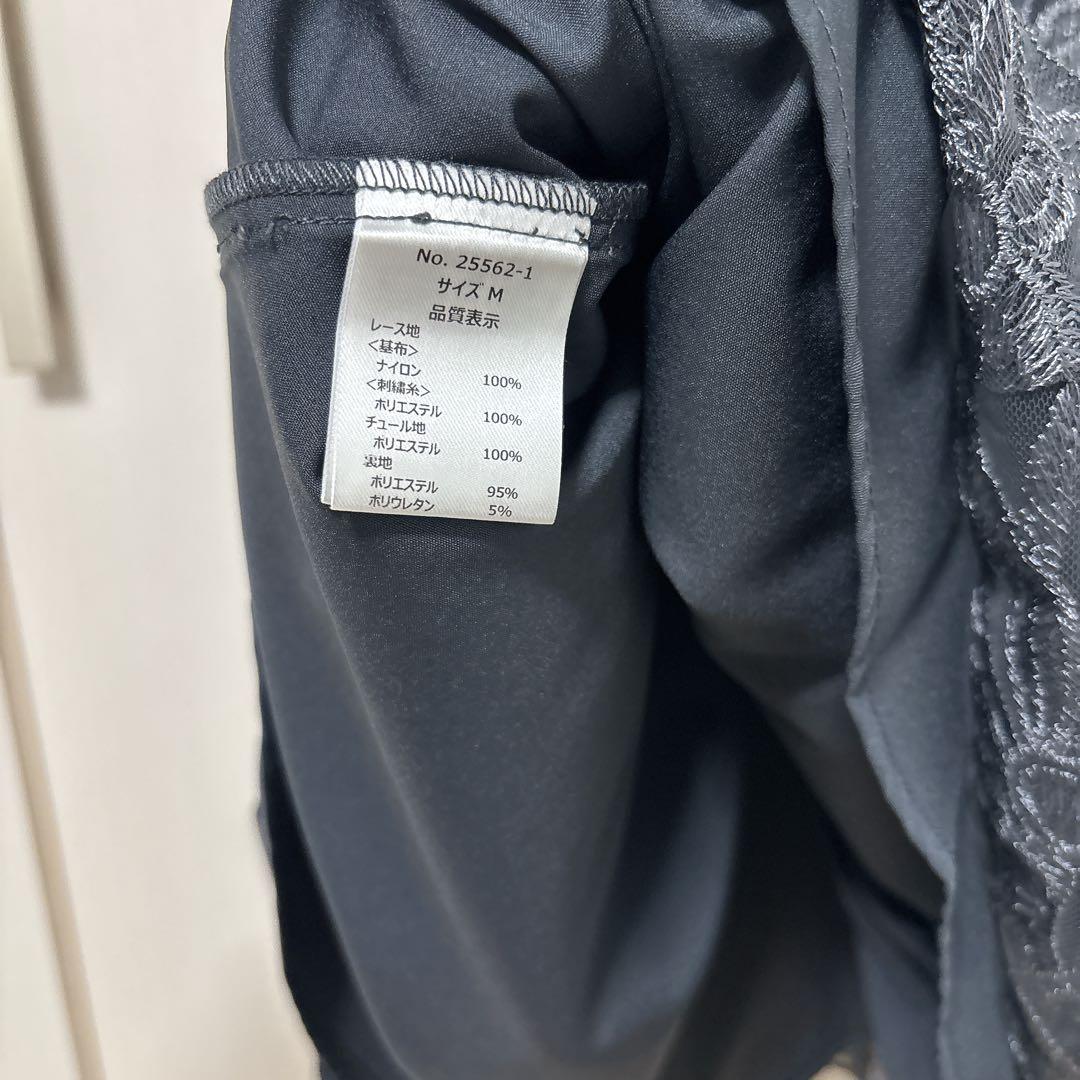 No. 25562-1
サイズ M
品質表示
レース地
<基布>
ナイロン 100%
<刺繍糸>
ポリエステル 100%
チュール地
ポリエステル 100%
裏地
ポリエステル 95%
ポリウレタン 5%